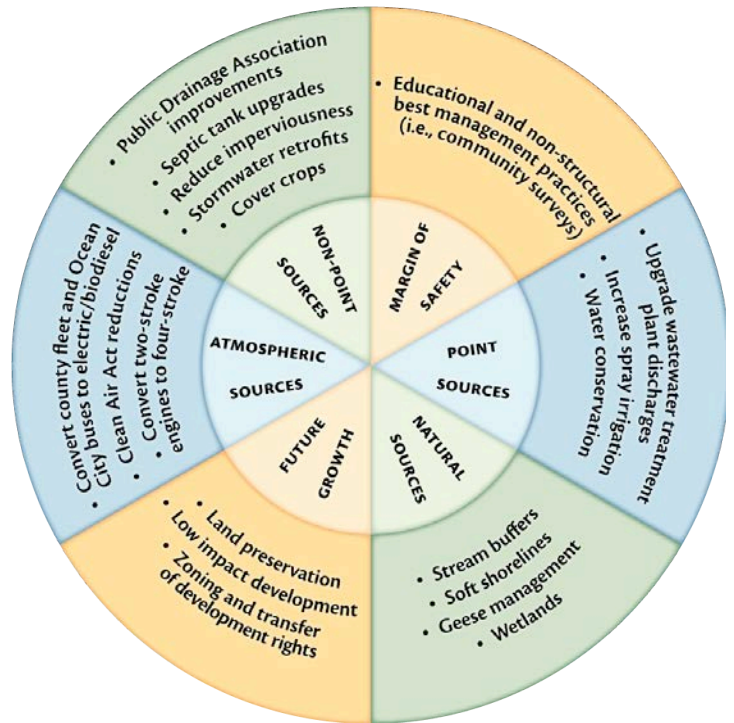 • Public Drainage Association
improvements
• Septic tank upgrades
• Reduce imperviousness
• Stormwater retrofits
• Cover crops
NON-POINT
SOURCES
• Educational and non-structural
best management practices
(i.e., community surveys)
MARGIN OF
SAFETY
• Upgrade wastewater treatment
plant discharges
• Increase spray irrigation
• Water conservation
POINT
SOURCES
• Stream buffers
• Soft shorelines
• Geese management
• Wetlands
NATURAL
SOURCES
• Land preservation
• Low impact development
• Zoning and transfer
of development rights
FUTURE
GROWTH
• Convert county fleet and Ocean
City buses to electric/biodiesel
• Clean Air Act reductions
• Convert two-stroke
engines to four-stroke
ATMOSPHERIC
SOURCES